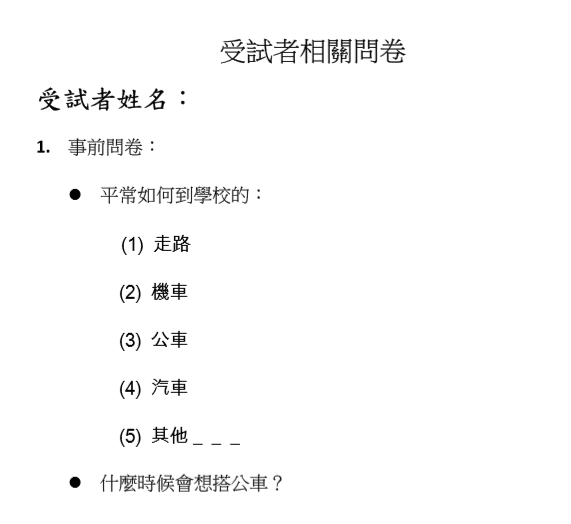 受試者相關問卷
受試者姓名：
1. 事前問卷：
● 平常如何到學校的：
(1) 走路
(2) 機車
(3) 公車
(4) 汽車
(5) 其他 _ _ _
● 什麼時候會想搭公車？